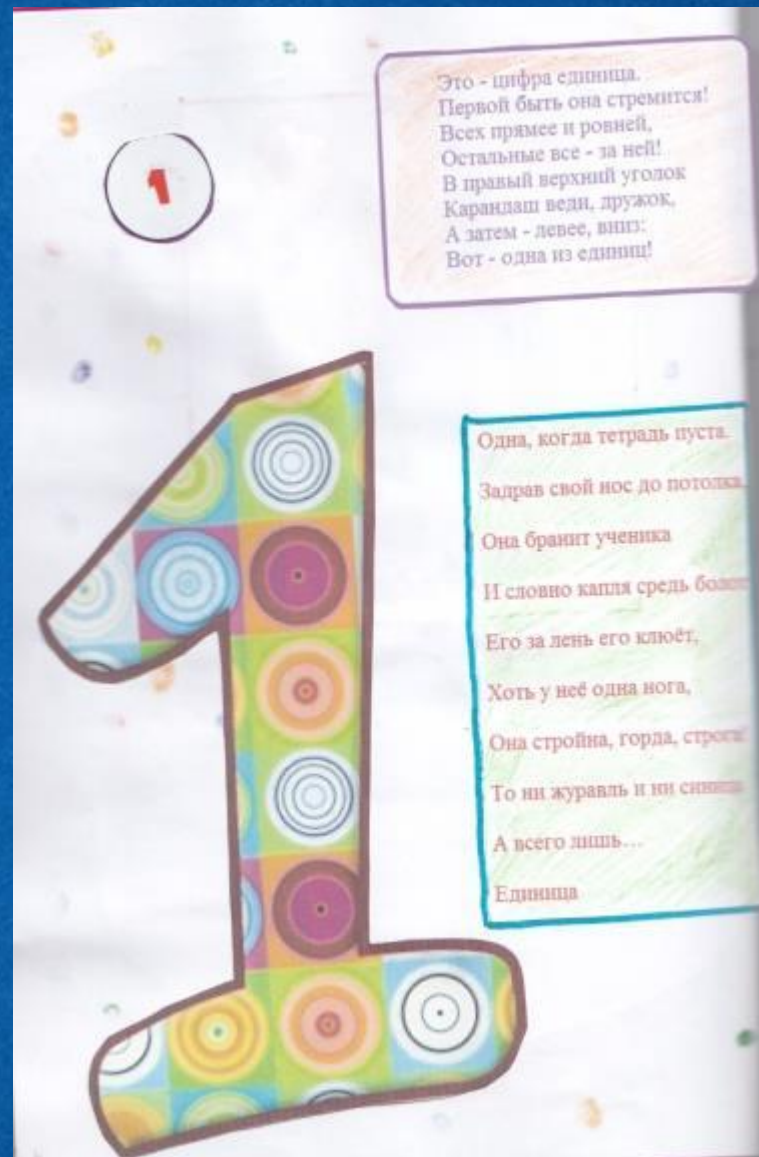 1
Это - цифра единица.
Первой быть она стремится!
Всех прямее и ровней,
Остальные все - за ней!
В правый верхний уголок
Карандаш веди, дружок,
А затем - левее, вниз:
Вот - одна из единиц!
1
Одна, когда тетрадь пуста.
Задрав свой нос до потолка,
Она бранит ученика
И словно капля средь болот
Его за лень его клюёт,
Хоть у неё одна нога,
Она стройна, горда, строга!
То ни журавль и ни синица
А всего лишь…
Единица